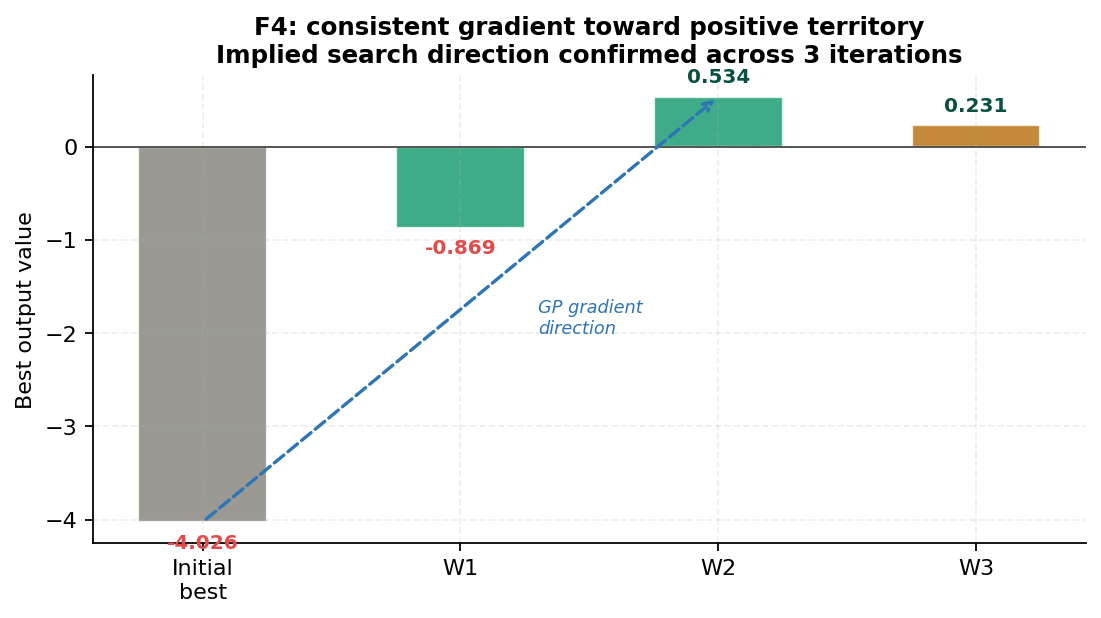 F4: consistent gradient toward positive territory
Implied search direction confirmed across 3 iterations
0.534
0.231
-0.869
-4.026
GP gradient
direction
Best output value
0
−1
−2
−3
−4
Initial
best
W1
W2
W3